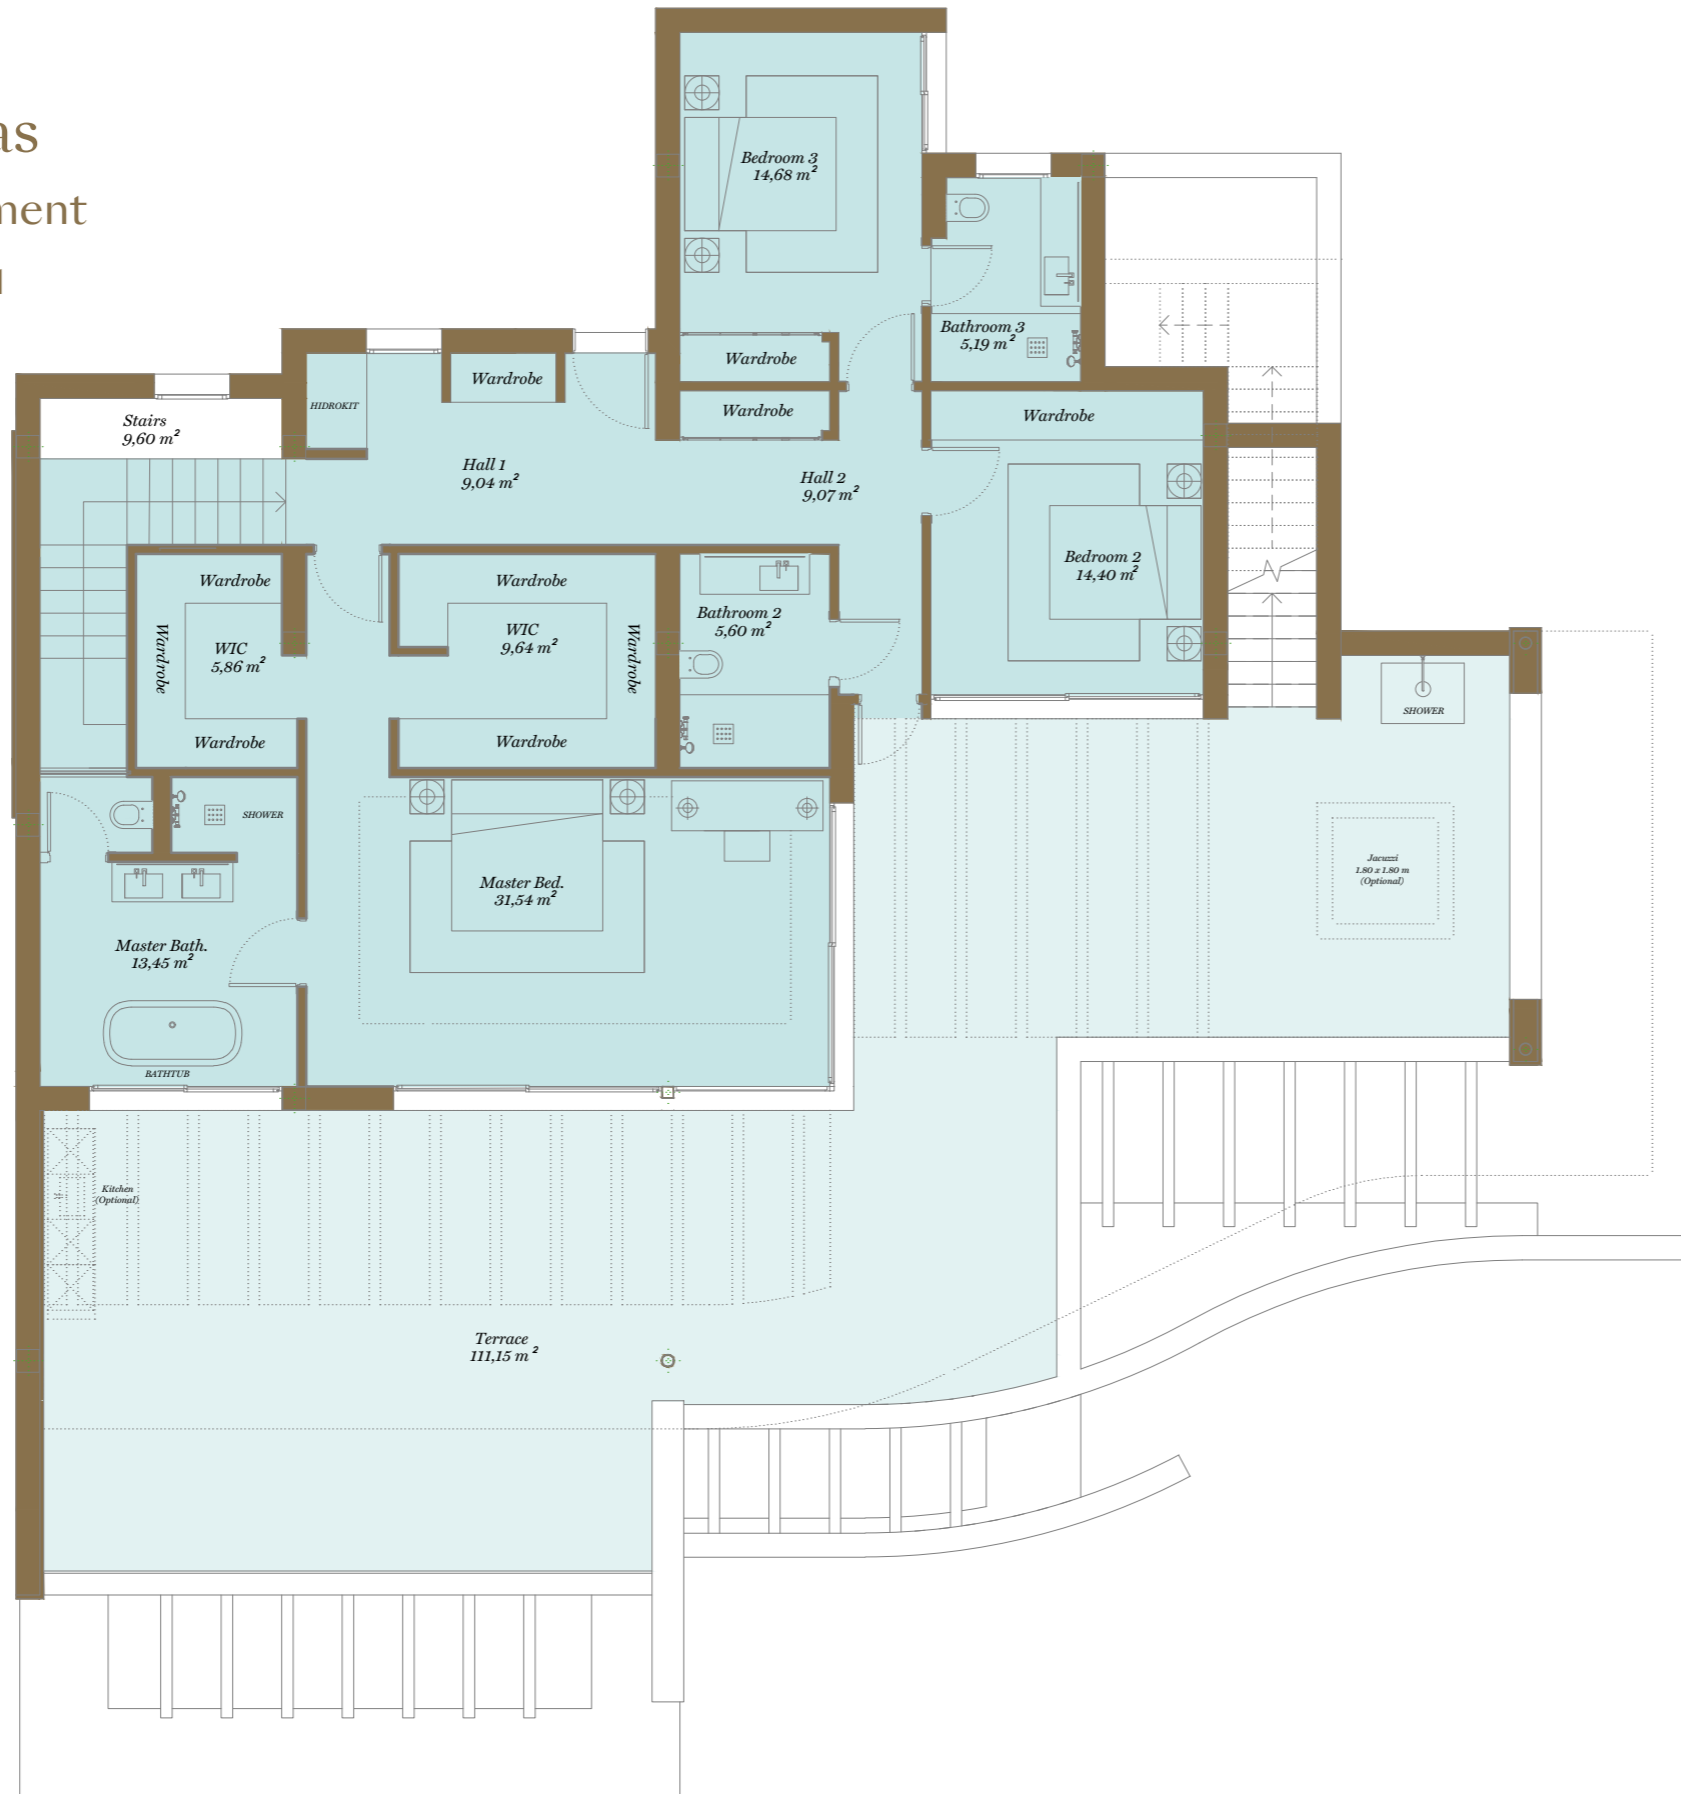 as
ment
Bedroom 3
14,68 m²
Bathroom 3
5,19 m²
Wardrobe
Wardrobe
Wardrobe
Wardrobe
HIDROKIT
Stairs
9,60 m²
Hall 1
9,04 m²
Hall 2
9,07 m²
Bedroom 2
14,40 m²
Wardrobe
Wardrobe
WIC
5,86 m²
Wardrobe
Wardrobe
WIC
9,64 m²
Wardrobe
Wardrobe
Bathroom 2
5,60 m²
Wardrobe
SHOWER
SHOWER
Master Bed.
31,54 m²
Jacuzzi
1.80 x 1.80 m
(Optional)
Master Bath.
13,45 m²
BATHTUB
Kitchen
(Optional)
Terrace
111,15 m²